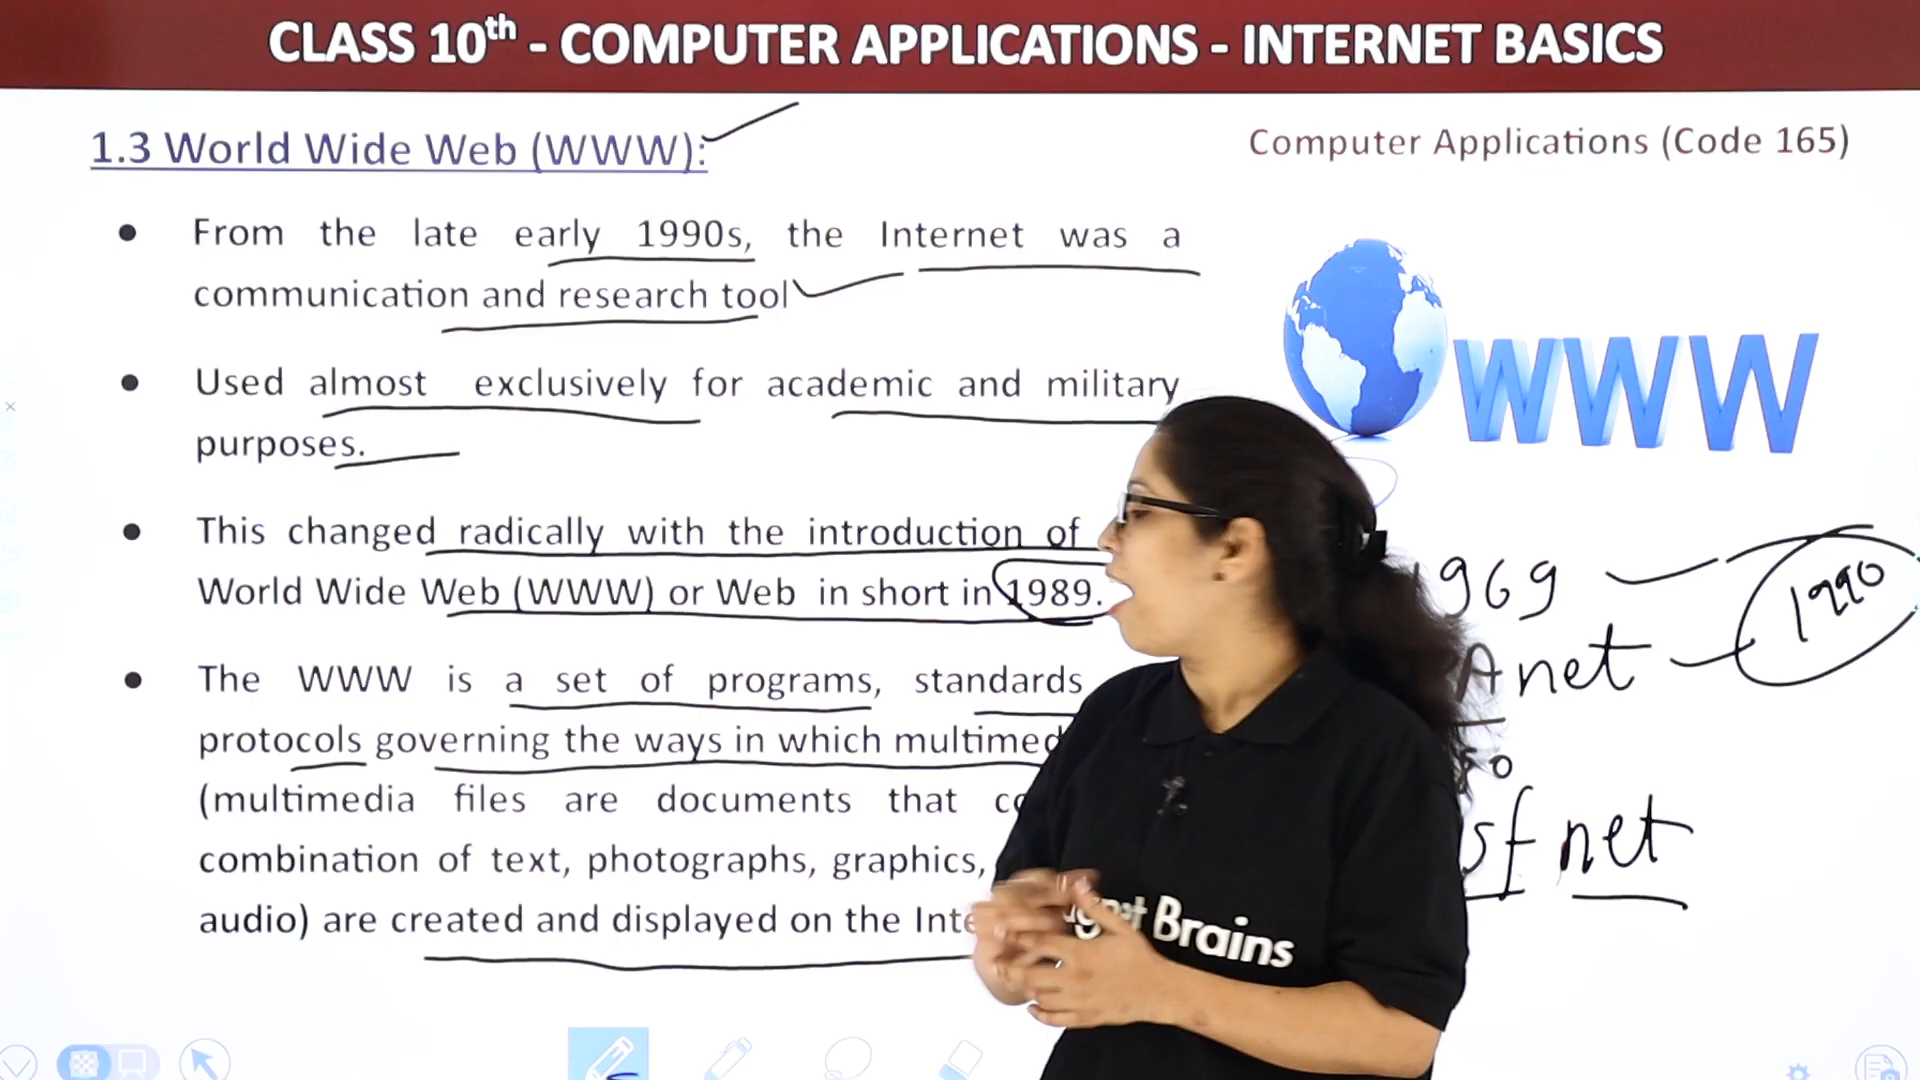 CLASS 10th - COMPUTER APPLICATIONS - INTERNET BASICS
1.3 World Wide Web (WWW):
Computer Applications (Code 165)
● From the late early 1990s, the Internet was a
communication and research tool
● Used almost exclusively for academic and military
purposes.
● This changed radically with the introduction of
World Wide Web (WWW) or Web in short in 1989.
● The WWW is a set of programs, standards
protocols governing the ways in which
(multimedia files are documents that
combination of text, photographs, graphics,
audio) are created and displayed on the
WWW
1969
1990
Anet
sf net
Brains